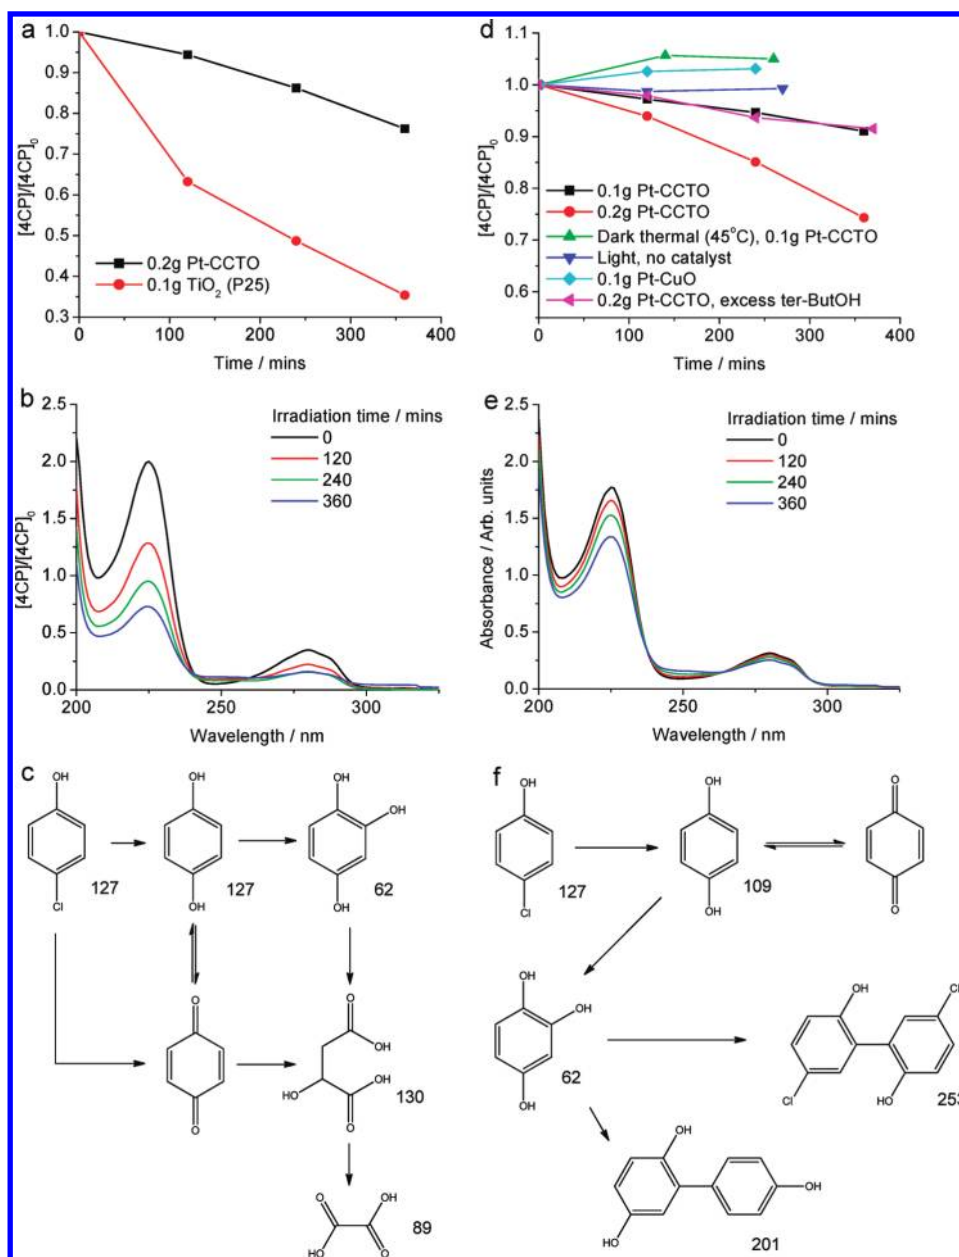 a
1.0
0.9
0.8
0.7
0.6
0.5
0.4
0.3
[4CP]/[4CP]0
0.2g Pt-CCTO
0.1g TiO2 (P25)
0 100 200 300 400
Time / mins
d
1.1
1.0
0.9
0.8
0.7
0.6
[4CP]/[4CP]0
0.1g Pt-CCTO
0.2g Pt-CCTO
Dark thermal (45°C), 0.1g Pt-CCTO
Light, no catalyst
0.1g Pt-CuO
0.2g Pt-CCTO, excess ter-ButOH
0 100 200 300 400
Time / mins
b
2.5
2.0
1.5
1.0
0.5
0.0
[4CP]/[4CP]0
Irradiation time / mins
0
120
240
360
200 250 300
Wavelength / nm
e
2.5
2.0
1.5
1.0
0.5
0.0
Absorbance / Arb. units
Irradiation time / mins
0
120
240
360
200 250 300
Wavelength / nm
c
OH OH OH
OH
Cl 127
OH 127
OH 62
O O
OH
OH
HO
O O
130
O OH
HO O
89
f
OH OH O
Cl 127
OH 109
O
OH
OH
OH 62
OH Cl
Cl HO
253
OH
OH
HO
201